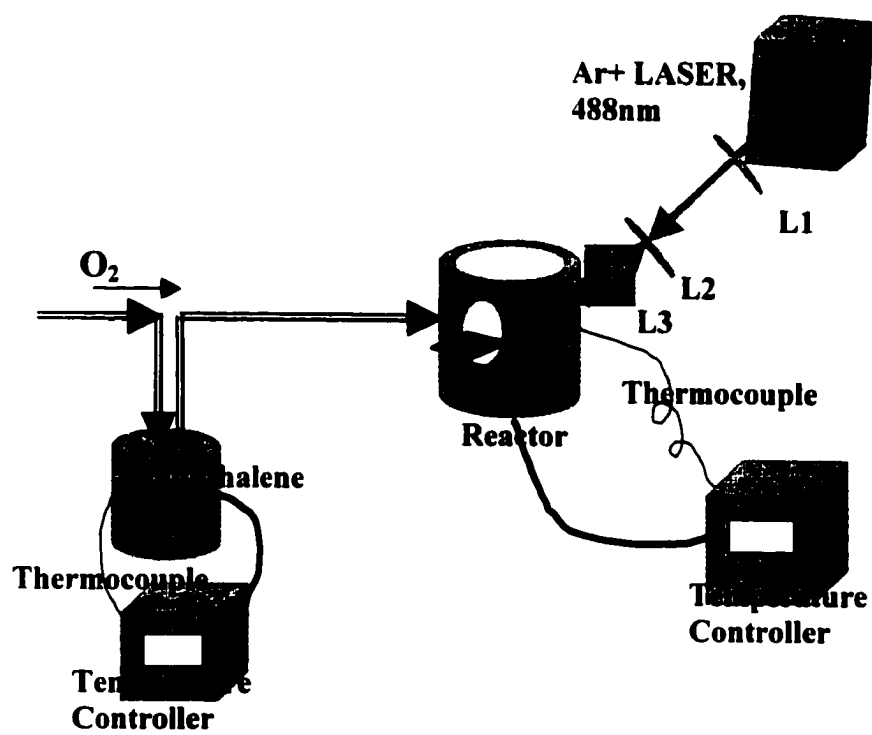 Ar+ LASER,
488nm
L1
O₂
L2
L3
Thermocouple
Reactor
Thermocouple
Controller
Controller